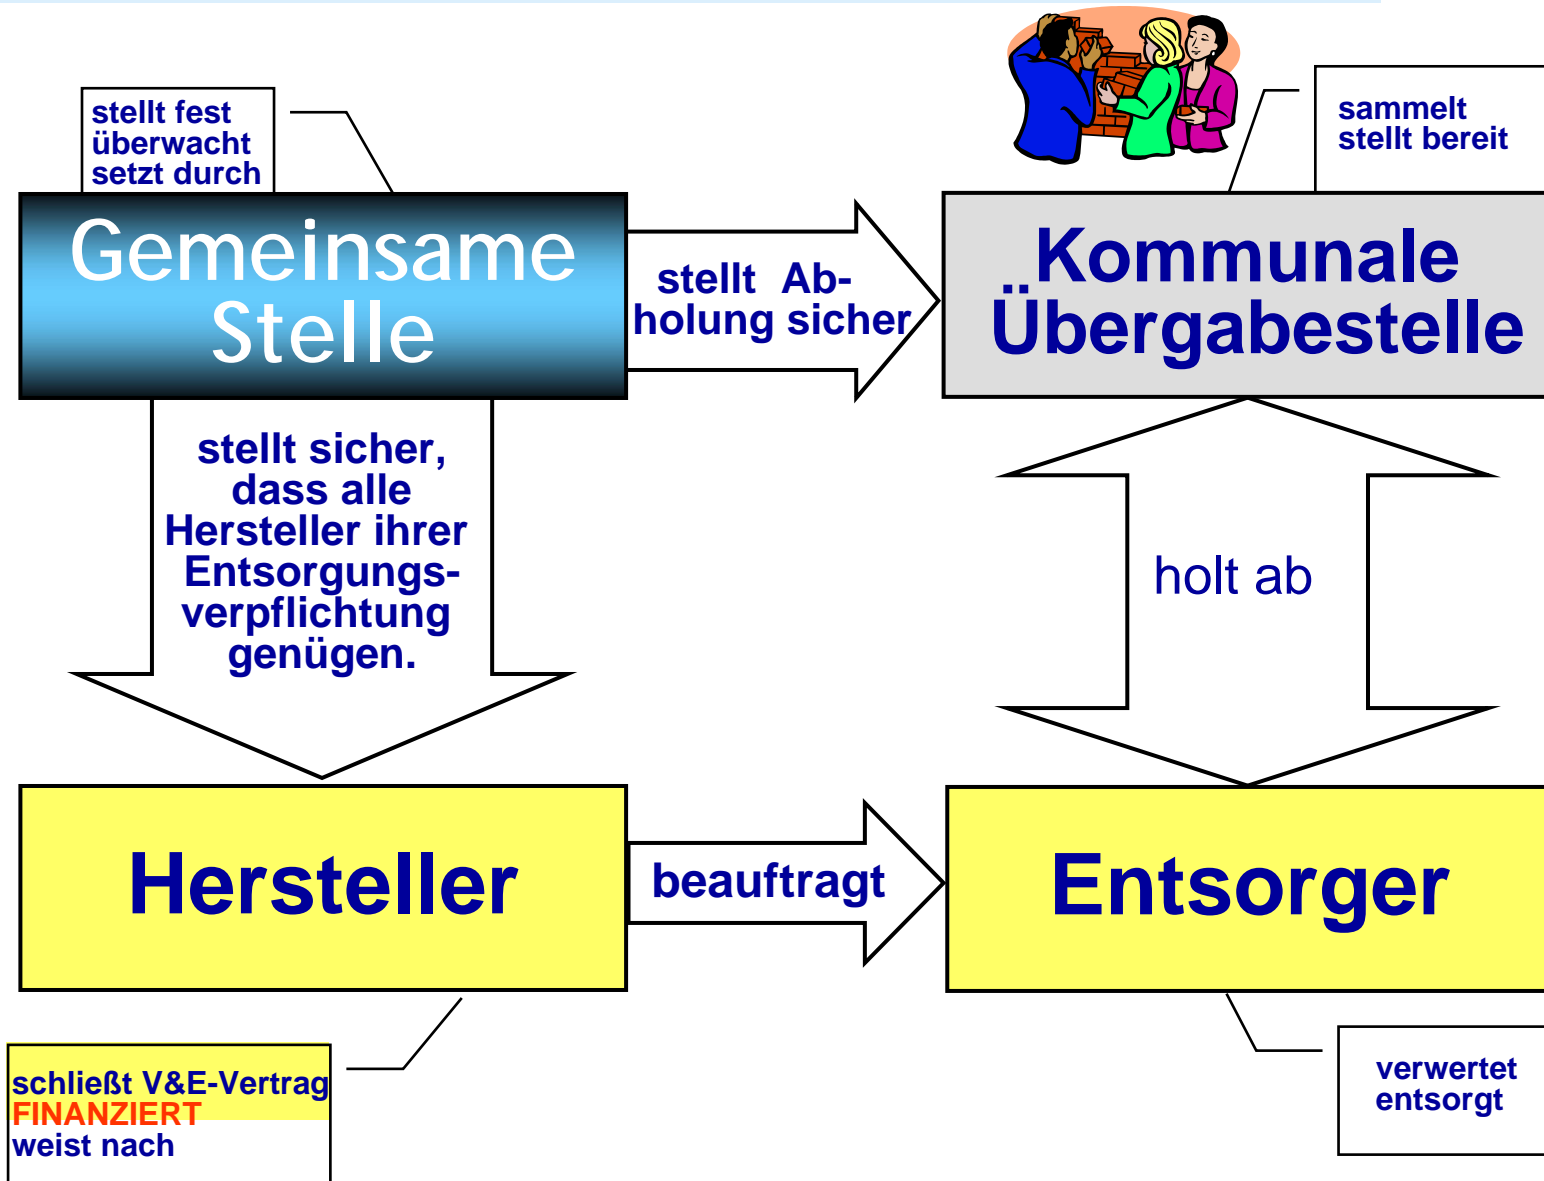 stellt fest
überwacht
setzt durch
sammelt
stellt bereit
Gemeinsame
Stelle
stellt Ab-
holung sicher
Kommunale
Übergabestelle
stellt sicher,
dass alle
Hersteller ihrer
Entsorgungs-
verpflichtung
genügen.
holt ab
Hersteller
beauftragt
Entsorger
schließt V&E-Vertrag
FINANZIERT
weist nach
verwertet
entsorgt